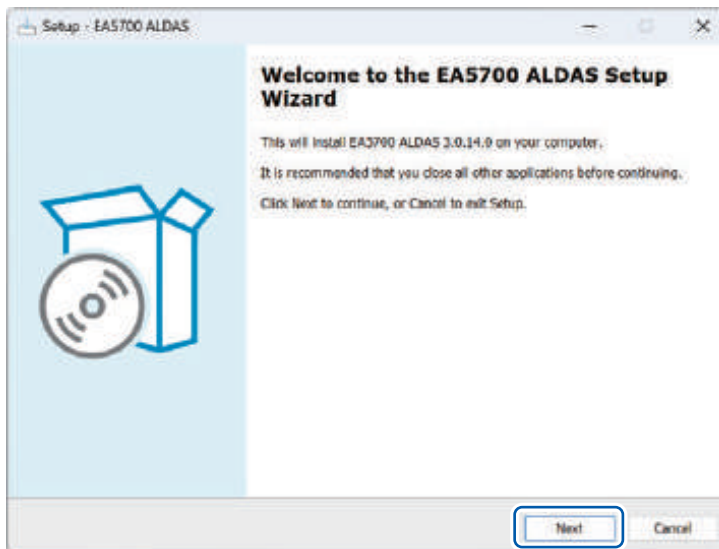 Setup - EA5700 ALDAS
Welcome to the EA5700 ALDAS Setup
Wizard
This will install EA5700 ALDAS 3.0.14.0 on your computer.
It is recommended that you close all other applications before continuing.
Click Next to continue, or Cancel to exit Setup.
Next
Cancel